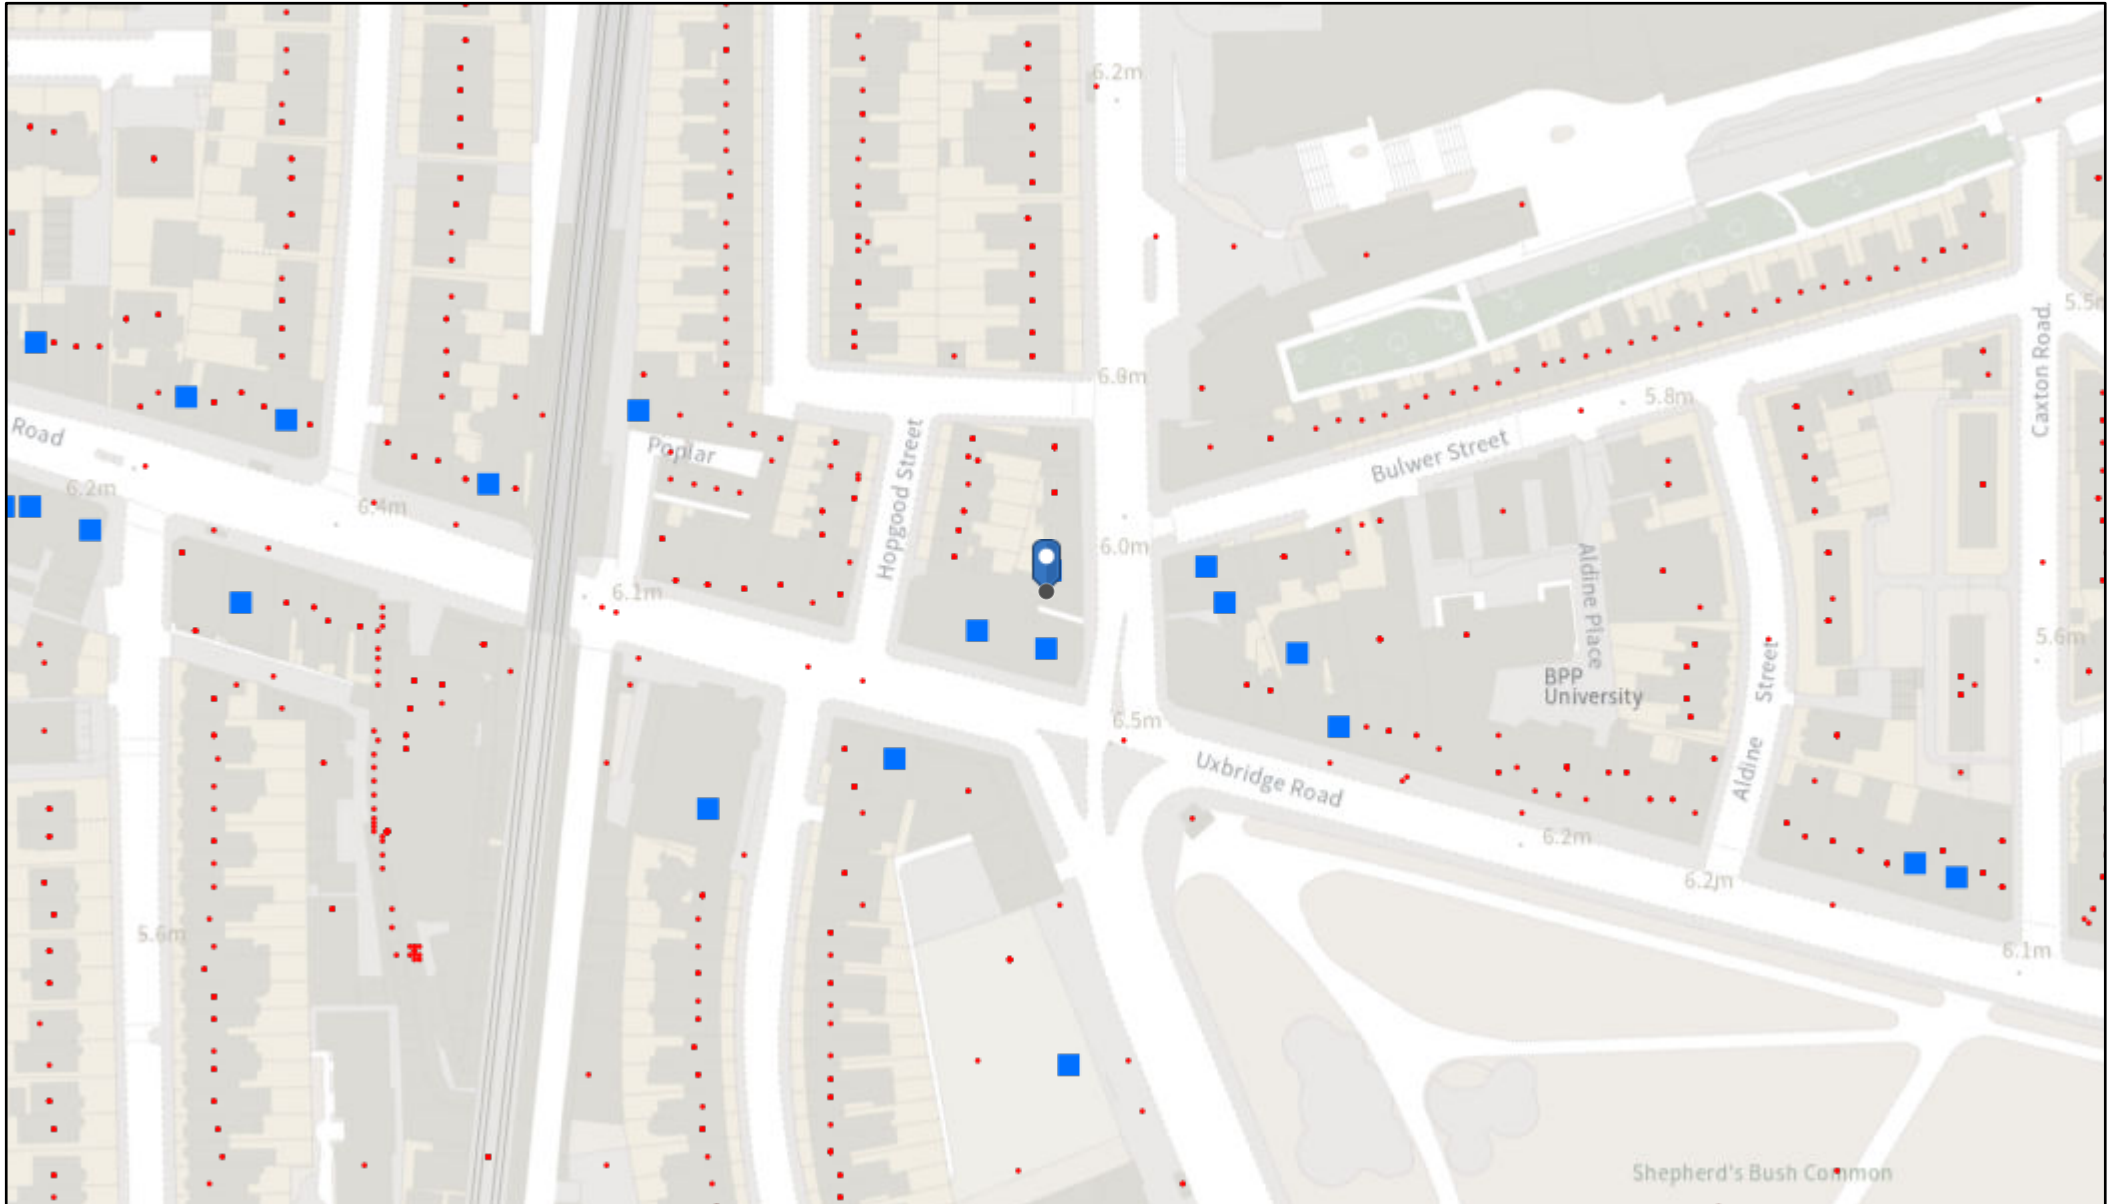 6.2m
5.5
6.8m
5.8m
Caxton Road
Road
Poplar
Hopgood Street
Bulwer Street
6.2m
6.4m
6.0m
Aldine Place
6.1m
5.6m
BPP
University
Aldine Street
6.5m
Uxbridge Road
6.2m
6.2m
5.6m
6.1m
Shepherd's Bush Common